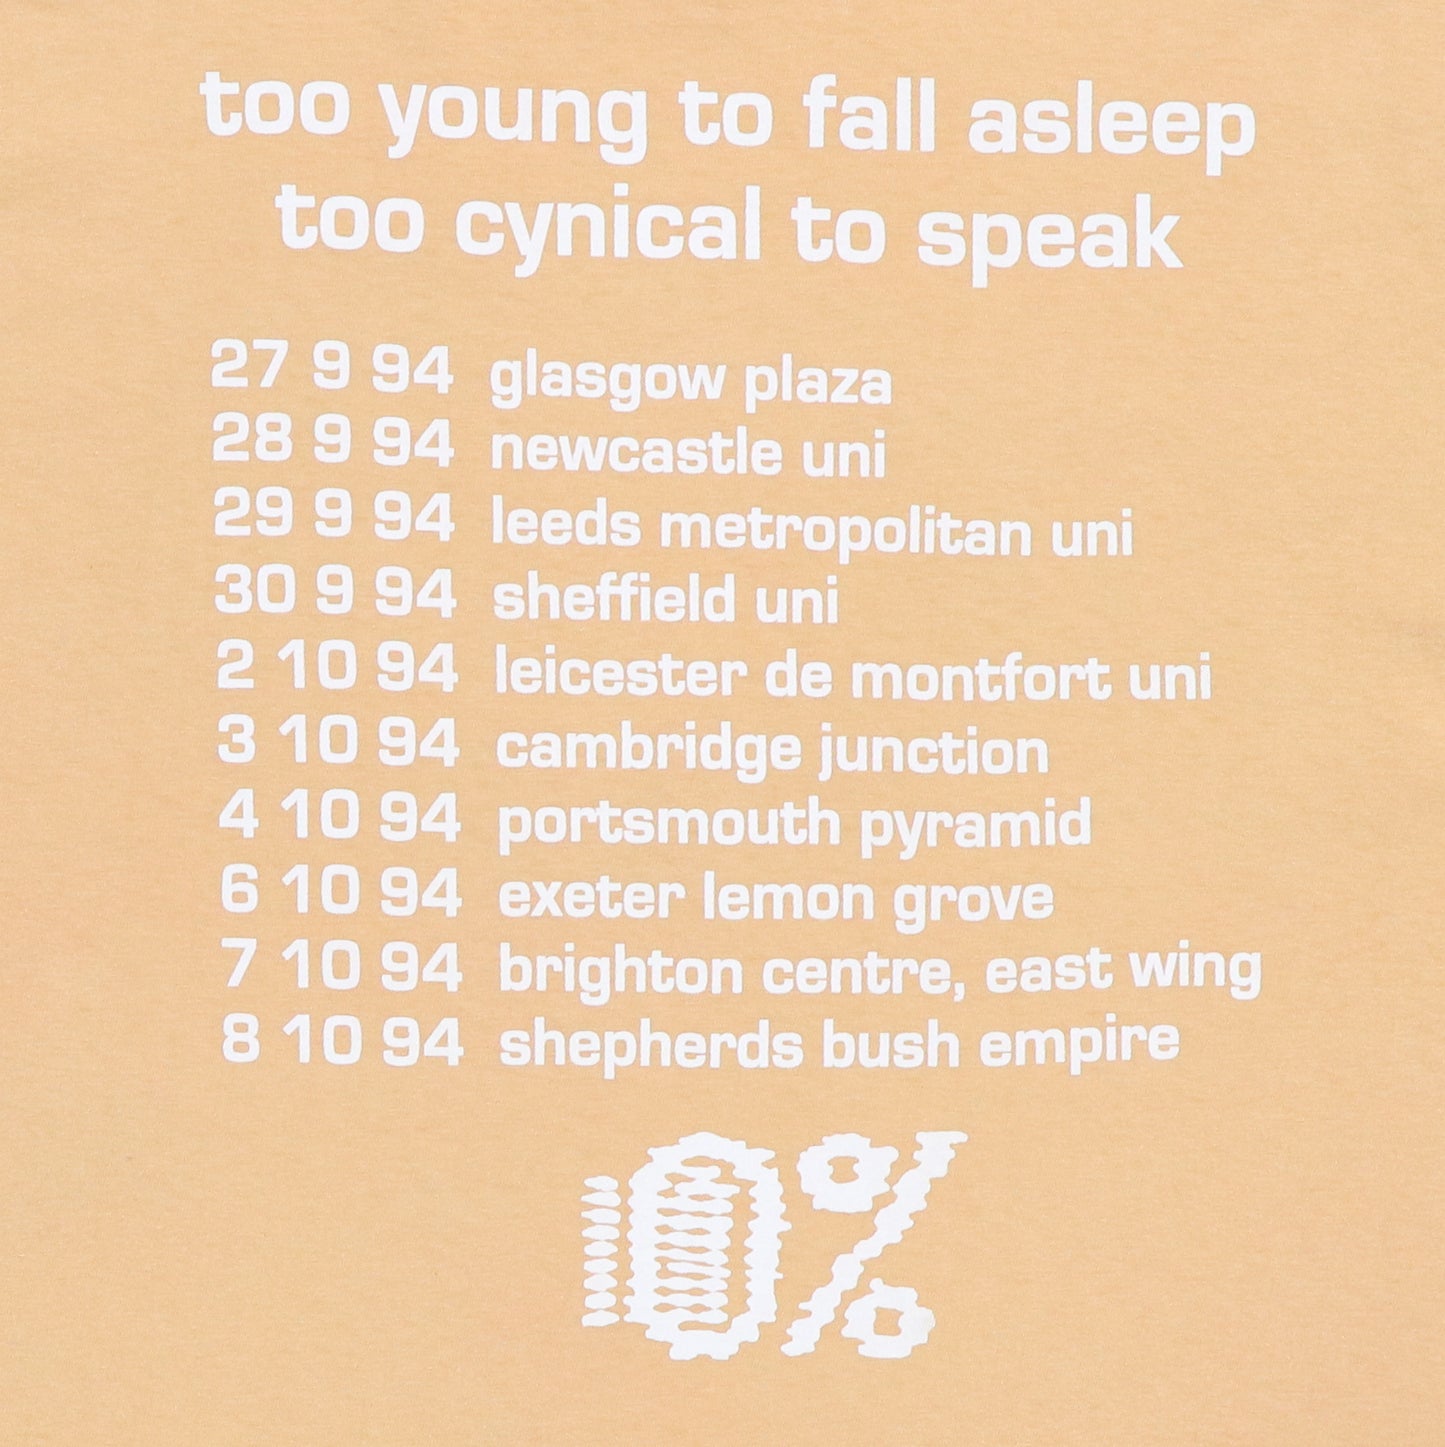 too young to fall asleep
too cynical to speak
27 9 94 glasgow plaza
28 9 94 newcastle uni
29 9 94 leeds metropolitan uni
30 9 94 sheffield uni
2 10 94 leicester de montfort uni
3 10 94 cambridge junction
4 10 94 portsmouth pyramid
6 10 94 exeter lemon grove
7 10 94 brighton centre, east wing
8 10 94 shepherds bush empire
0%